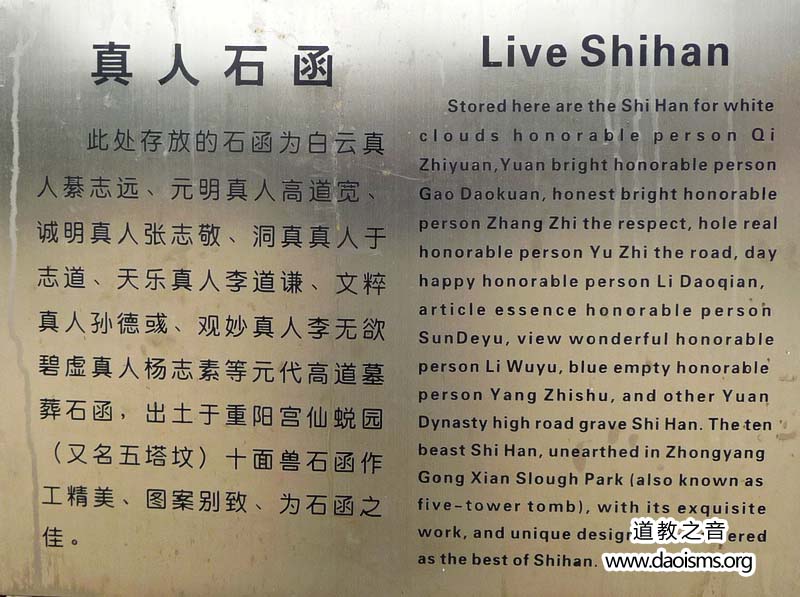 真人石函
此处存放的石函为白云真
人綦志远、元明真人高道宽、
诚明真人张志敬、洞真真人于
志道、天乐真人李道谦、文粹
真人孙德彧、观妙真人李无欲
碧虚真人杨志素等元代高道墓
葬石函，出土于重阳宫仙蜕园
（又名五塔坟）十面兽石函作
工精美、图案别致、为石函之
佳。
Live Shihan
Stored here are the Shi Han for white
clouds honorable person Qi
Zhiyuan,Yuan bright honorable person
Gao Daokuan, honest bright honorable
person Zhang Zhi the respect, hole real
honorable person Yu Zhi the road, day
happy honorable person Li Daoqian,
article essence honorable person
SunDeyu, view wonderful honorable
person Li Wuyu, blue empty honorable
person Yang Zhishu, and other Yuan
Dynasty high road grave Shi Han. The ten
beast Shi Han, unearthed in Zhongyang
Gong Xian Slough Park (also known as
five-tower tomb), with its exquisite
work, and unique design ered
as the best of Shihan.
道教之音
www.daoisms.org